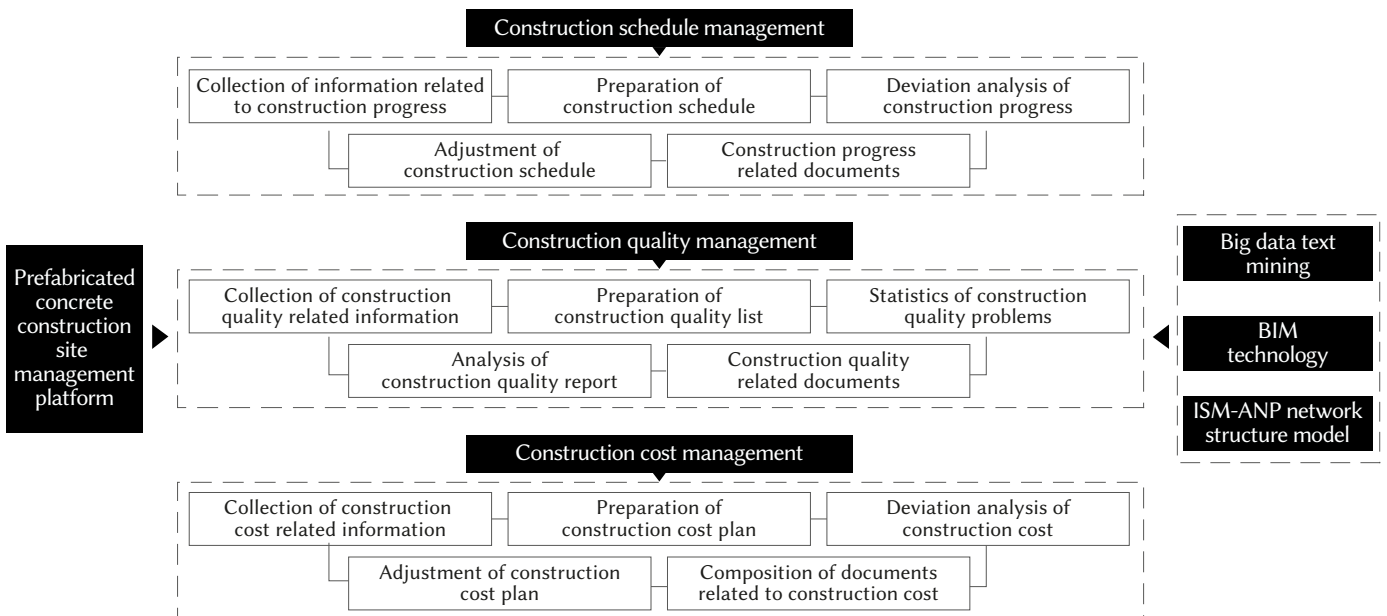 Construction schedule management
Collection of information related
to construction progress
Preparation of
construction schedule
Deviation analysis of
construction progress
Adjustment of
construction schedule
Construction progress
related documents
Prefabricated
concrete
construction
site
management
platform
Construction quality management
Collection of construction
quality related information
Preparation of
construction quality list
Statistics of construction
quality problems
Analysis of
construction quality report
Construction quality
related documents
Big data text
mining
BIM
technology
ISM-ANP network
structure model
Construction cost management
Collection of construction
cost related information
Preparation of
construction cost plan
Deviation analysis of
construction cost
Adjustment of construction
cost plan
Composition of documents
related to construction cost